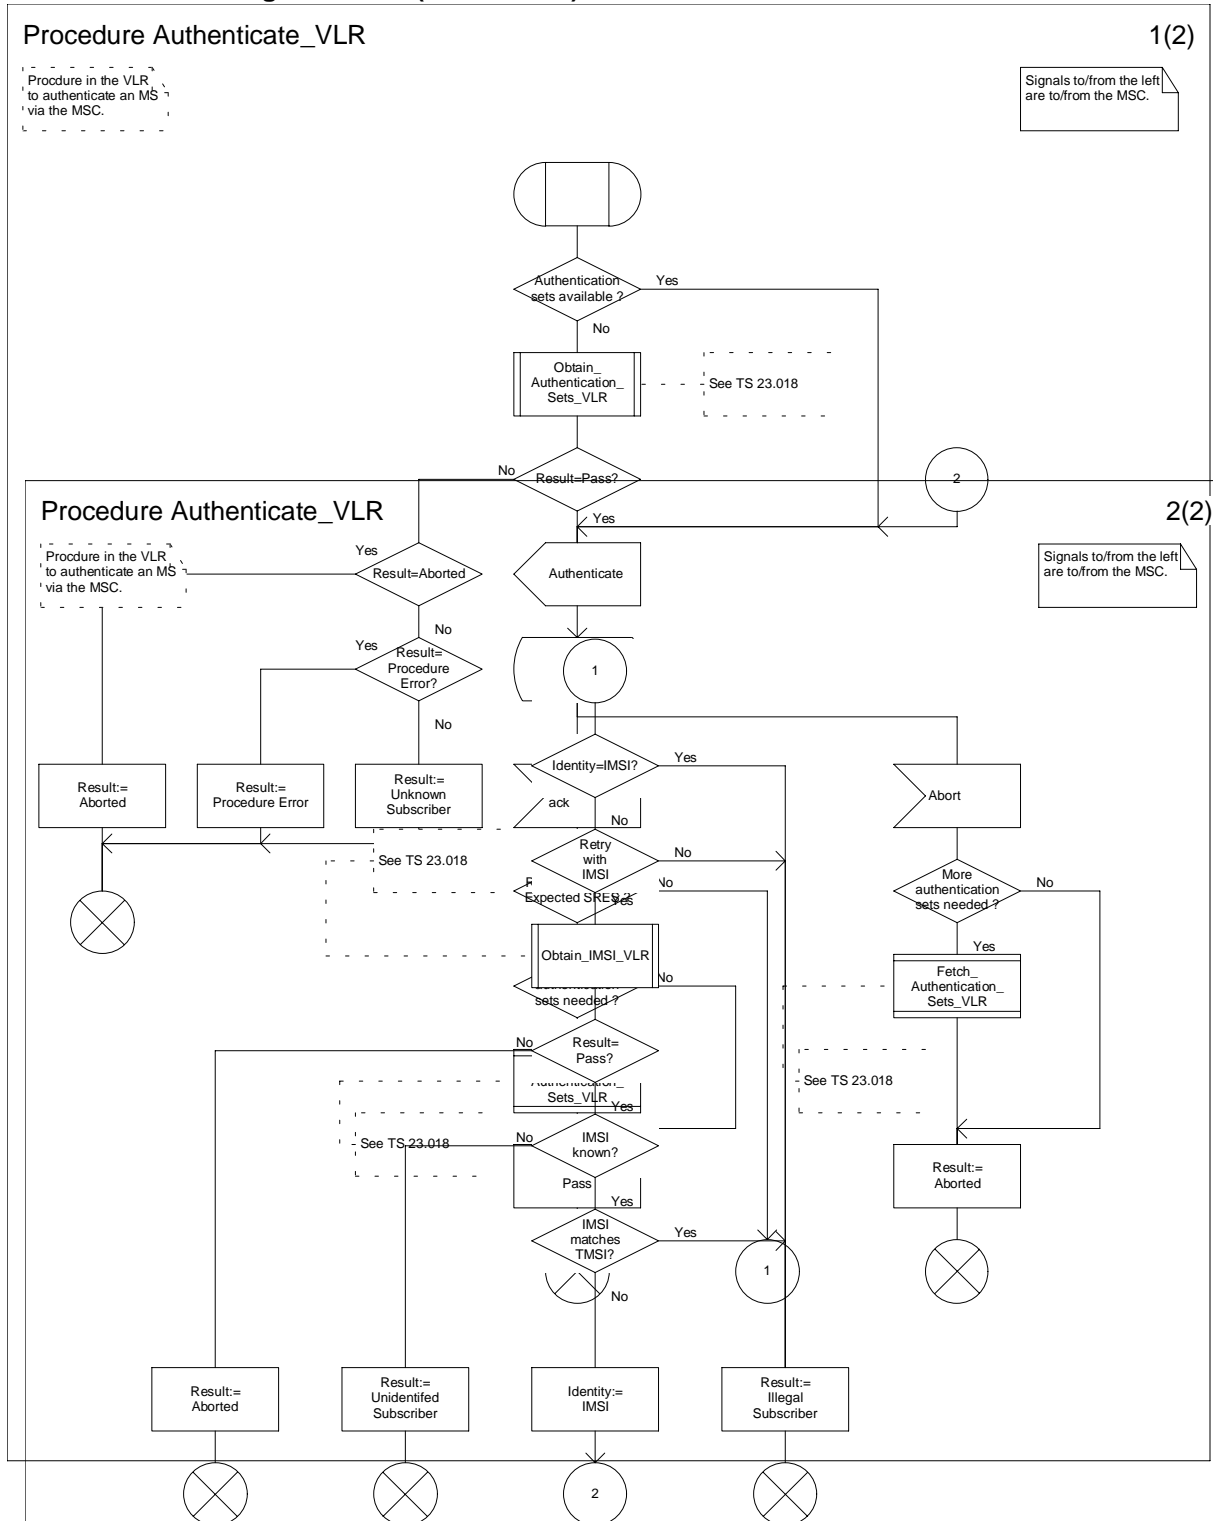 Procedure Authenticate_VLR
1(2)
Procdure in the VLR
to authenticate an MS
via the MSC.
Signals to/from the left
are to/from the MSC.
Authentication
sets available ?
Yes
No
Obtain_
Authentication_
Sets_VLR
See TS 23.018
No
Result=Pass?
2
Procedure Authenticate_VLR
2(2)
Yes
Procdure in the VLR
to authenticate an MS
via the MSC.
Signals to/from the left
are to/from the MSC.
Yes
Result=Aborted
Authenticate
No
Yes
Result=
Procedure
Error?
1
No
Identity=IMSI?
Yes
Result:=
Aborted
Result:=
Procedure Error
Result:=
Unknown
Subscriber
ack
Abort
No
See TS 23.018
Retry
with
IMSI
No
More
authentication
sets needed ?
No
No
Expected SRES ?
Yes
Yes
Obtain_IMSI_VLR
Fetch_
Authentication_
Sets_VLR
No
sets needed ?
No
Result=
Pass?
See TS 23.018
Authentication_
Sets_VLR
Yes
See TS 23.018
No
IMSI
known?
Pass
Yes
Result:=
Aborted
IMSI
matches
TMSI?
Yes
1
No
Result:=
Aborted
Result:=
Unidentifed
Subscriber
Identity:=
IMSI
Result:=
Illegal
Subscriber
2